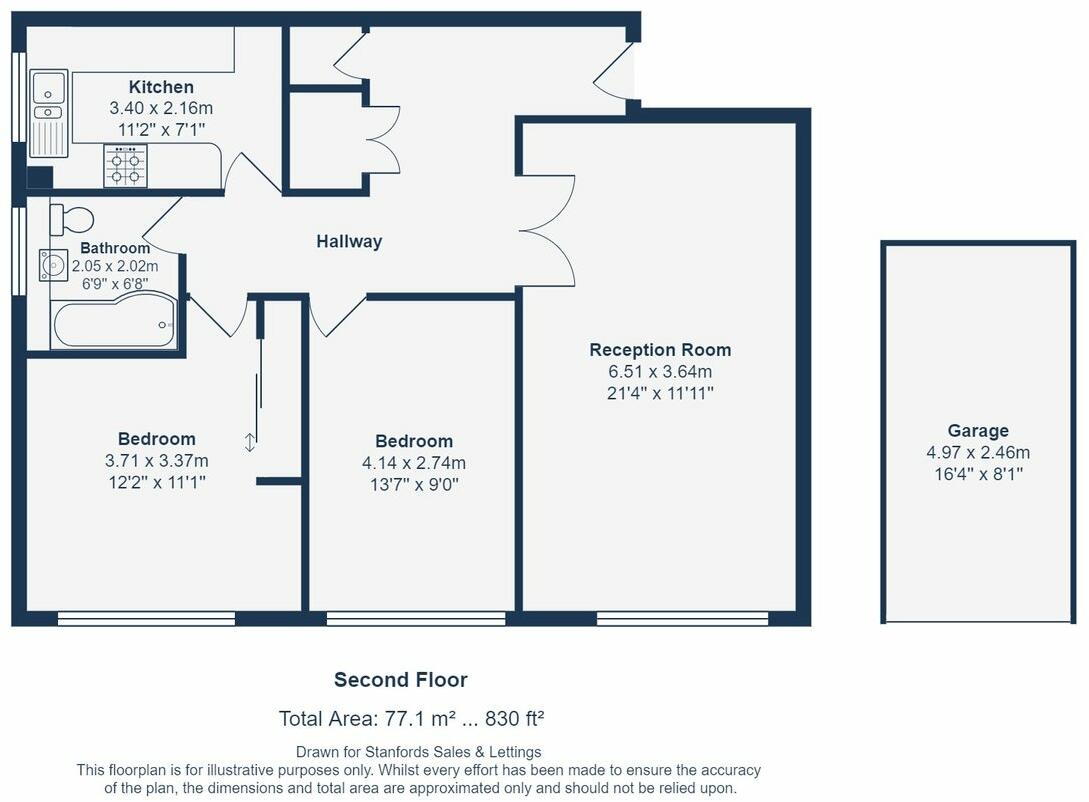 Kitchen
3.40 x 2.16m
11'2" x 7'1"
Hallway
Bathroom
2.05 x 2.02m
6'9" x 6'8"
Reception Room
6.51 x 3.64m
21'4" x 11'11"
Bedroom
3.71 x 3.37m
12'2" x 11'1"
Bedroom
4.14 x 2.74m
13'7" x 9'0"
Garage
4.97 x 2.46m
16'4" x 8'1"
Second Floor
Total Area: 77.1 m² ... 830 ft²
Drawn for Stanfords Sales & Lettings
This floorplan is for illustrative purposes only. Whilst every effort has been made to ensure the accuracy
of the plan, the dimensions and total area are approximated only and should not be relied upon.